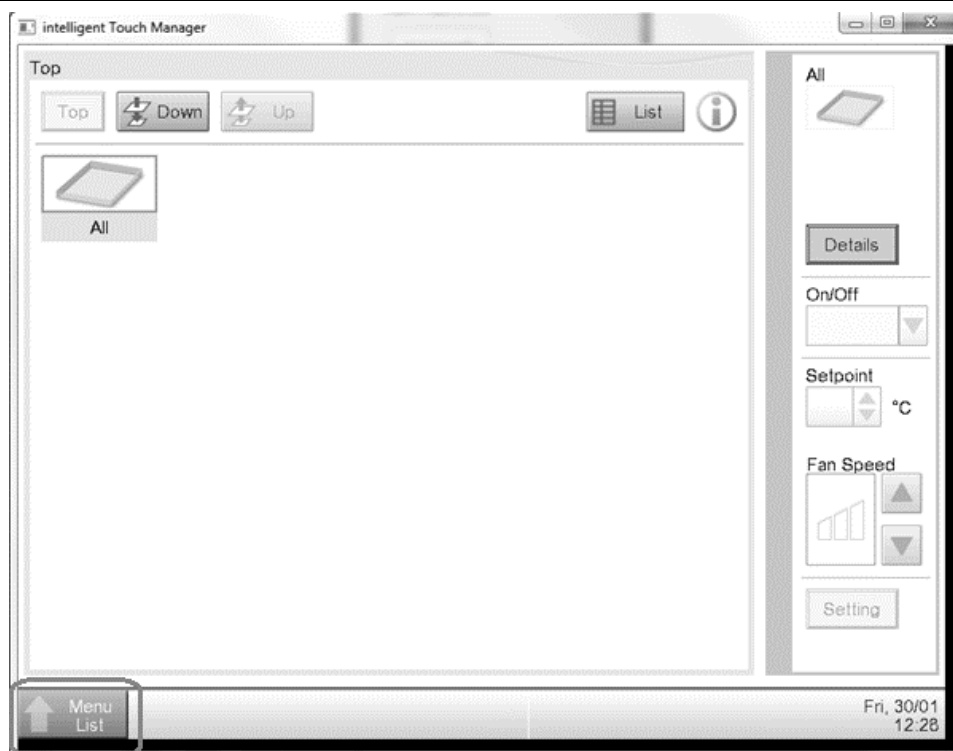 intelligent Touch Manager
Top
Top
Down
Up
List
All
All
Details
On/Off
Setpoint
°C
Fan Speed
Setting
Menu
List
Fri, 30/01
12:28